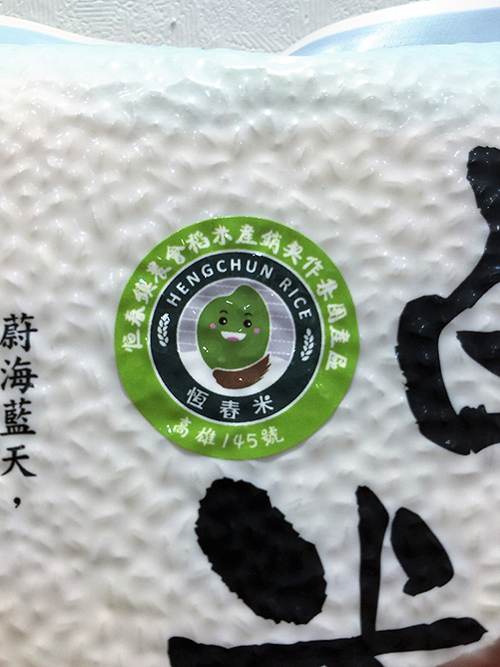 恆春鎮農會稻米產銷契作集團產區
HENGCHUN RICE
恆春米
高雄145號
蔚海藍天，
米